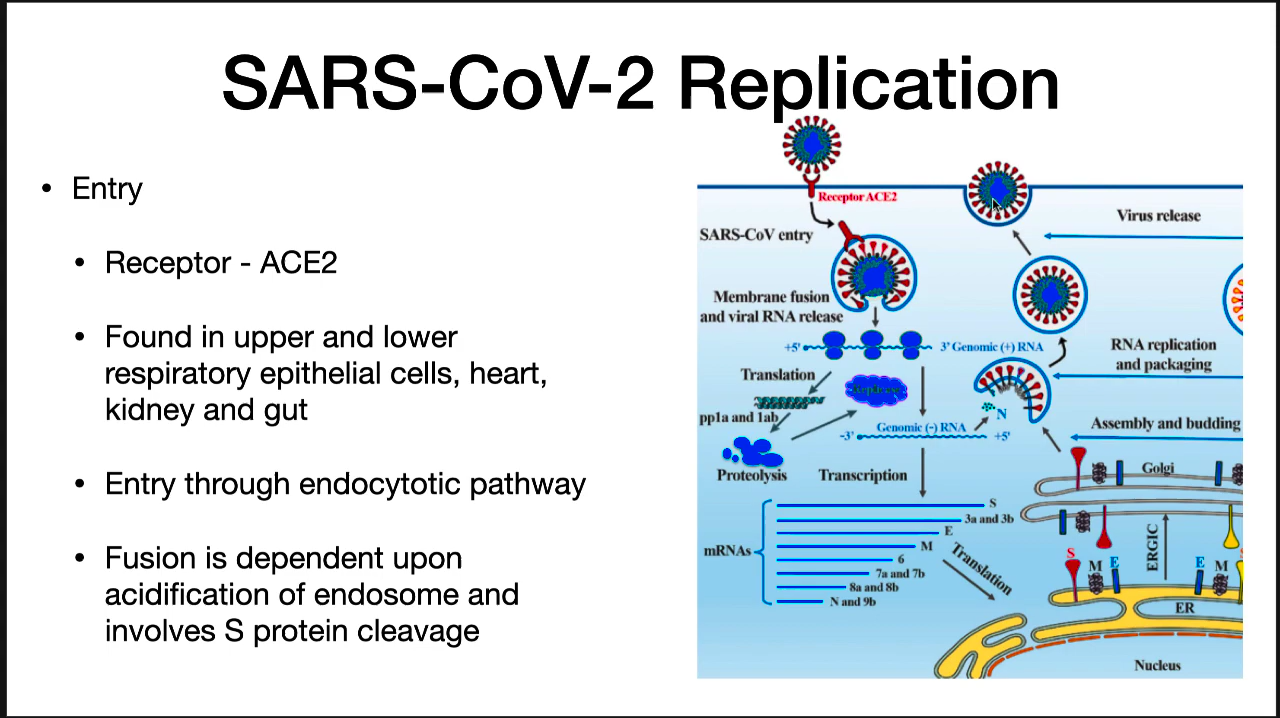 SARS-CoV-2 Replication
• Entry
• Receptor - ACE2
• Found in upper and lower
respiratory epithelial cells, heart,
kidney and gut
• Entry through endocytotic pathway
• Fusion is dependent upon
acidification of endosome and
involves S protein cleavage
Receptor ACE2
SARS-CoV entry
Membrane fusion
and viral RNA release
+5'
3' Genomic (+) RNA
Translation
pp1a and 1ab
Proteolysis
Genomic (-) RNA
-3'
+5'
Transcription
mRNAs
S
3a and 3b
E
M
6
7a and 7b
8a and 8b
N and 9b
Translation
N
Virus release
RNA replication
and packaging
Assembly and budding
Golgi
ERGIC
S
M
E
E
M
ER
Nucleus